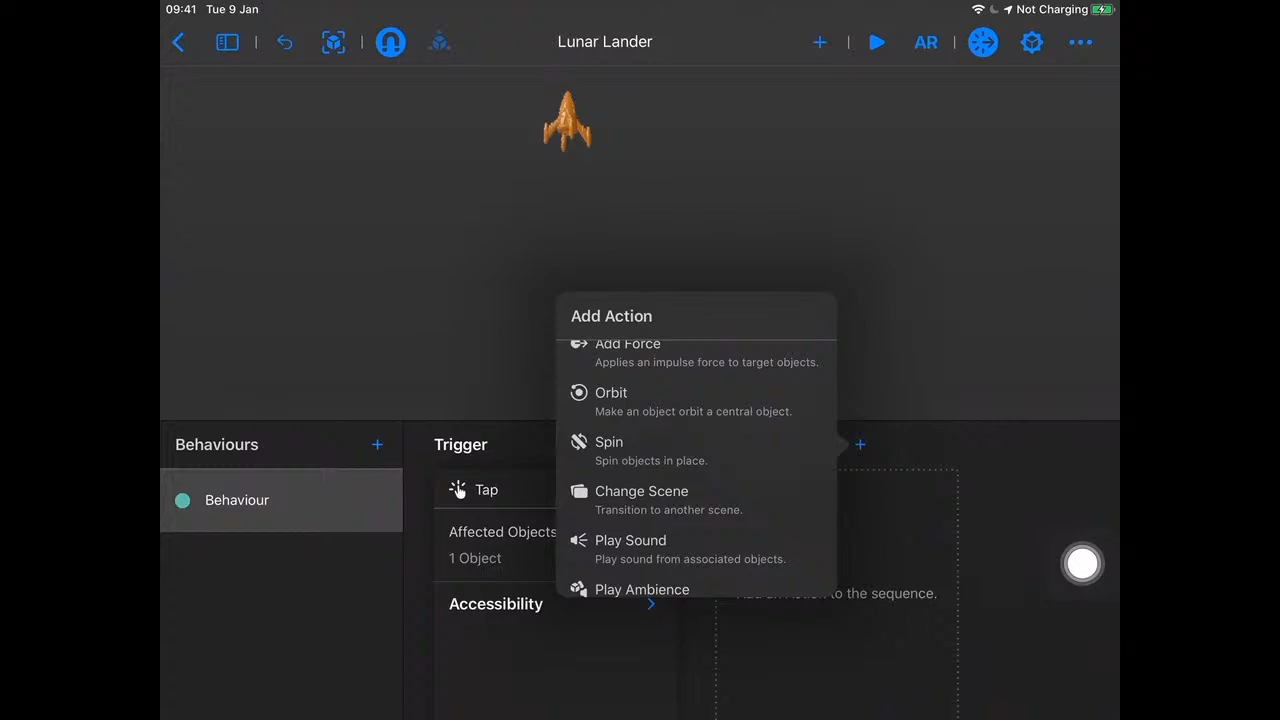 09:41 Tue 9 Jan
Not Charging
Lunar Lander
AR
Add Action
Add Force
Applies an impulse force to target objects.
Orbit
Make an object orbit a central object.
Spin
Spin objects in place.
Change Scene
Transition to another scene.
Play Sound
Play sound from associated objects.
Play Ambience
Behaviours
Behaviour
Trigger
Tap
Affected Objects
1 Object
Accessibility
Add an Action to the sequence.